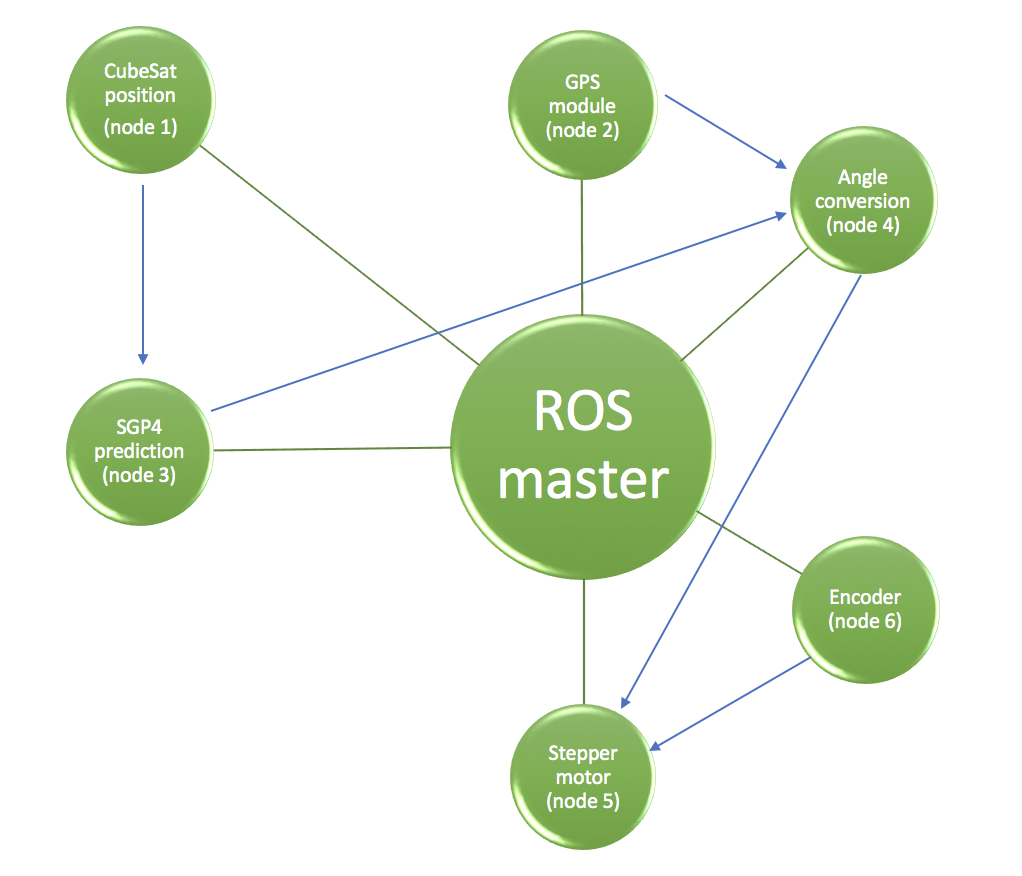 CubeSat
position
(node 1)
GPS
module
(node 2)
Angle
conversion
(node 4)
ROS
master
SGP4
prediction
(node 3)
Encoder
(node 6)
Stepper
motor
(node 5)